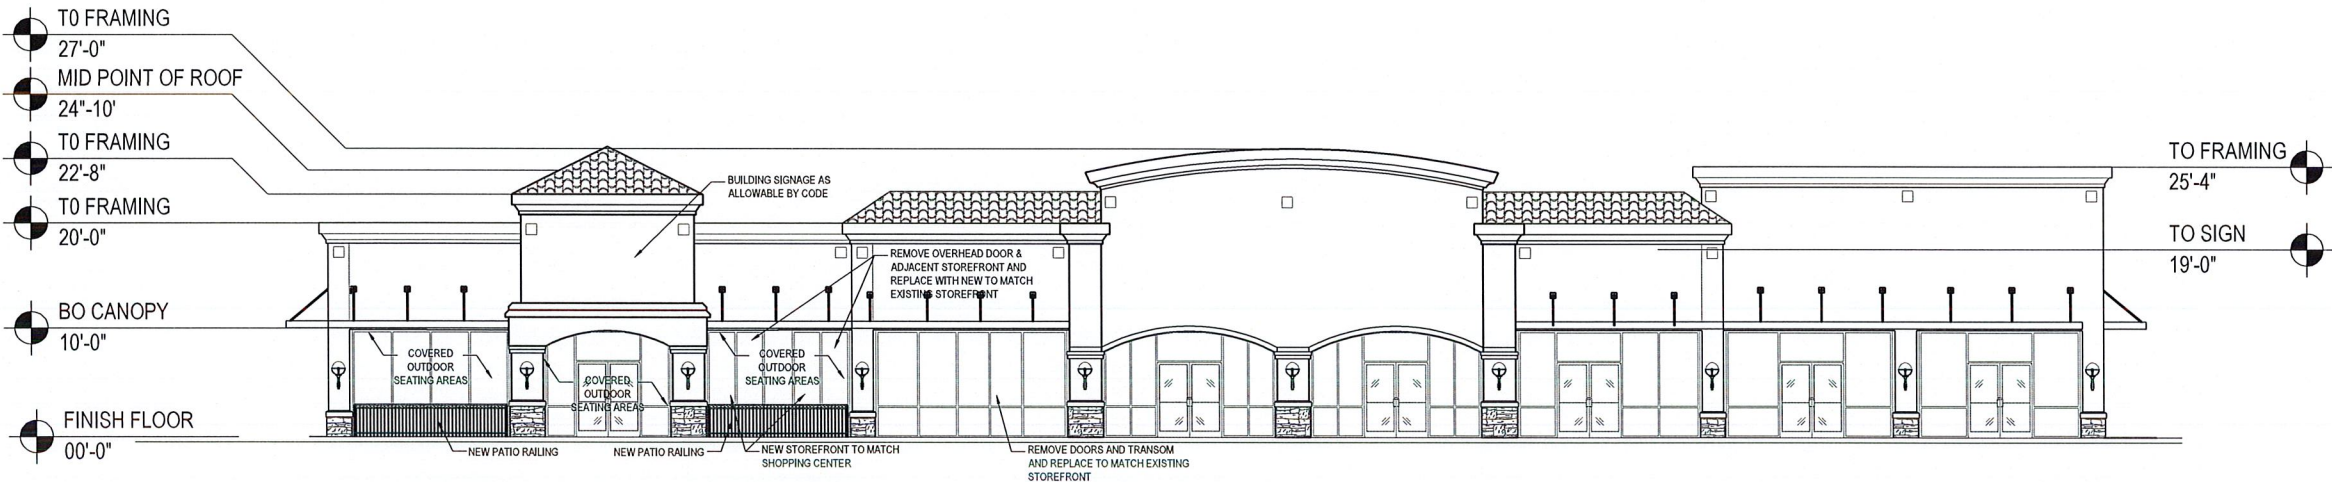 T0 FRAMING
27'-0"
MID POINT OF ROOF
24"-10'
T0 FRAMING
22'-8"
T0 FRAMING
20'-0"
BO CANOPY
10'-0"
FINISH FLOOR
00'-0"
BUILDING SIGNAGE AS
ALLOWABLE BY CODE
REMOVE OVERHEAD DOOR &
ADJACENT STOREFRONT AND
REPLACE WITH NEW TO MATCH
EXISTING STOREFRONT
COVERED
OUTDOOR
SEATING AREAS
COVERED
OUTDOOR
SEATING AREAS
COVERED
OUTDOOR
SEATING AREAS
NEW PATIO RAILING
NEW PATIO RAILING
NEW STOREFRONT TO MATCH
SHOPPING CENTER
REMOVE DOORS AND TRANSOM
AND REPLACE TO MATCH EXISTING
STOREFRONT
TO FRAMING
25'-4"
TO SIGN
19'-0"